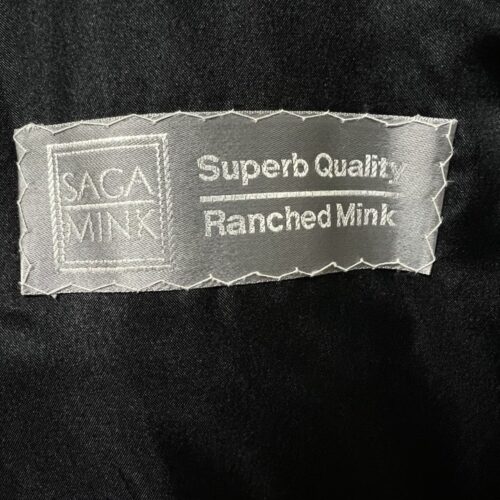 SAGA
MINK
Superb Quality
Ranched Mink